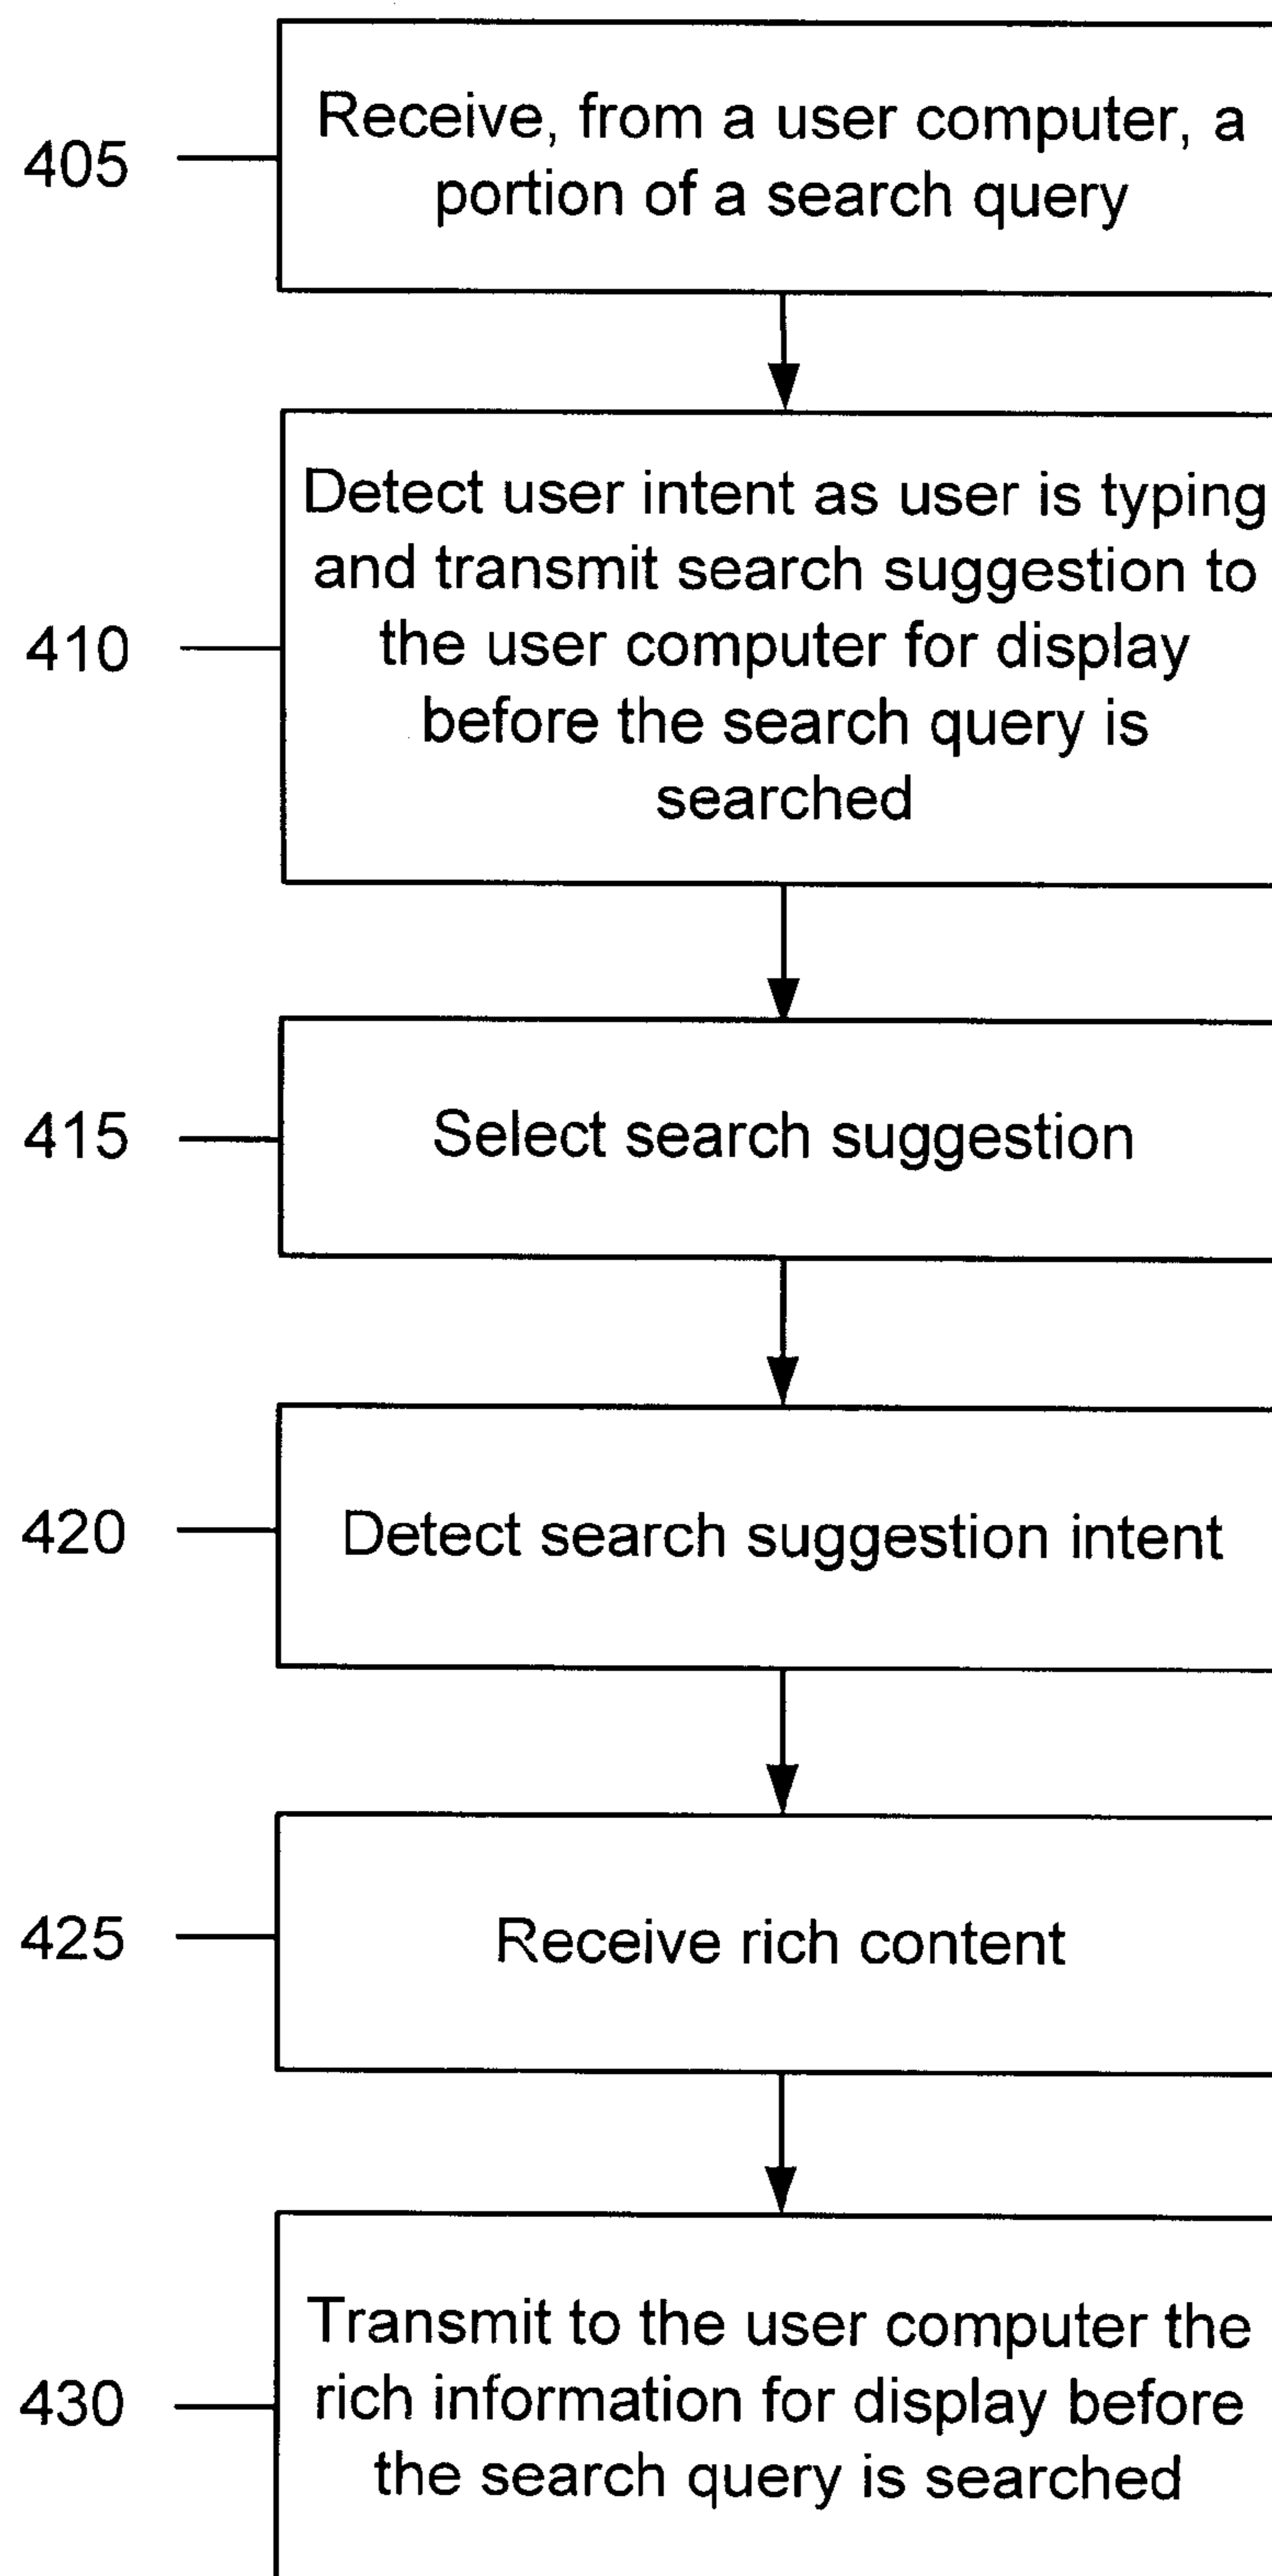 405
Receive, from a user computer, a
portion of a search query
410
Detect user intent as user is typing
and transmit search suggestion to
the user computer for display
before the search query is
searched
415
Select search suggestion
420
Detect search suggestion intent
425
Receive rich content
430
Transmit to the user computer the
rich information for display before
the search query is searched